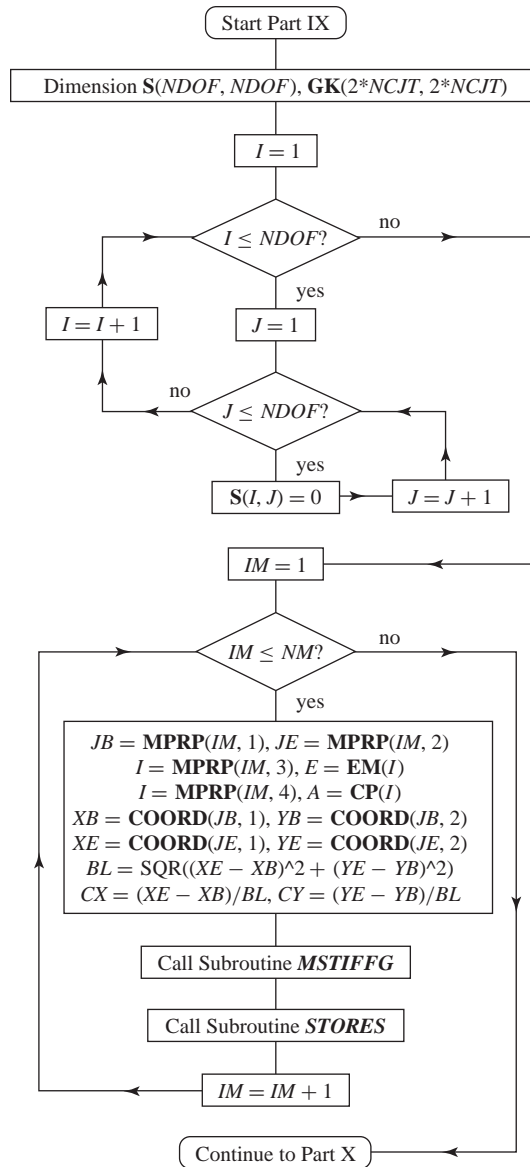 Start Part IX
Dimension S(NDOF, NDOF), GK(2*NCJT, 2*NCJT)
I = 1
I ≤ NDOF?
no
yes
I = I + 1
J = 1
no
J ≤ NDOF?
yes
S(I, J) = 0
J = J + 1
IM = 1
IM ≤ NM?
no
yes
JB = MPRP(IM, 1), JE = MPRP(IM, 2)
I = MPRP(IM, 3), E = EM(I)
I = MPRP(IM, 4), A = CP(I)
XB = COORD(JB, 1), YB = COORD(JB, 2)
XE = COORD(JE, 1), YE = COORD(JE, 2)
BL = SQR((XE − XB)^2 + (YE − YB)^2)
CX = (XE − XB)/BL, CY = (YE − YB)/BL
Call Subroutine MSTIFFG
Call Subroutine STORES
IM = IM + 1
Continue to Part X